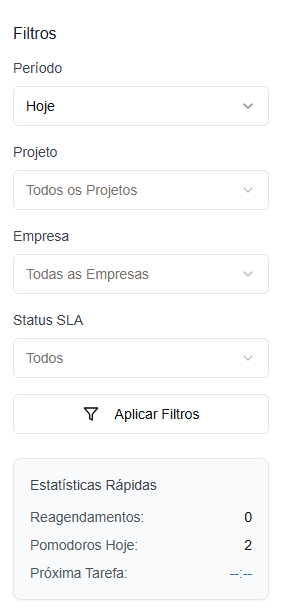 Filtros
Período
Hoje
Projeto
Todos os Projetos
Empresa
Todas as Empresas
Status SLA
Todos
Aplicar Filtros
Estatísticas Rápidas
Reagendamentos: 0
Pomodoros Hoje: 2
Próxima Tarefa: --:--